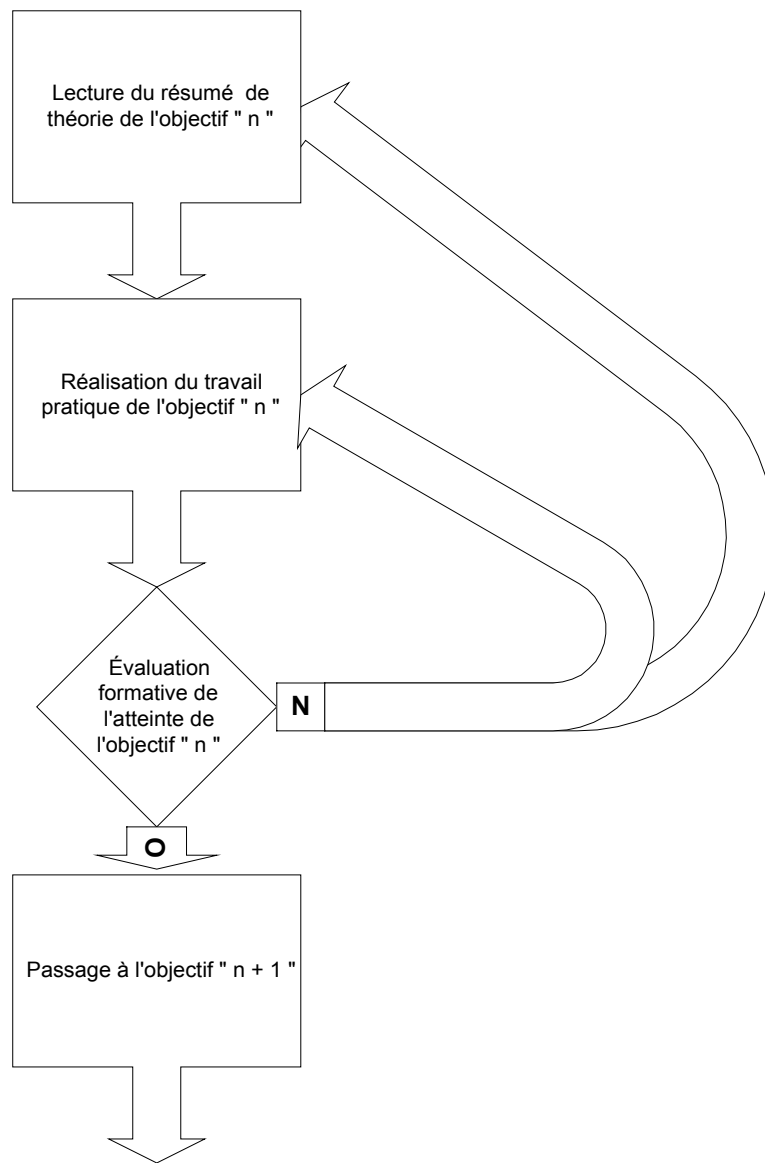 Lecture du résumé de
théorie de l'objectif " n "
Réalisation du travail
pratique de l'objectif " n "
Évaluation
formative de
l'atteinte de
l'objectif " n "
N
O
Passage à l'objectif " n + 1 "